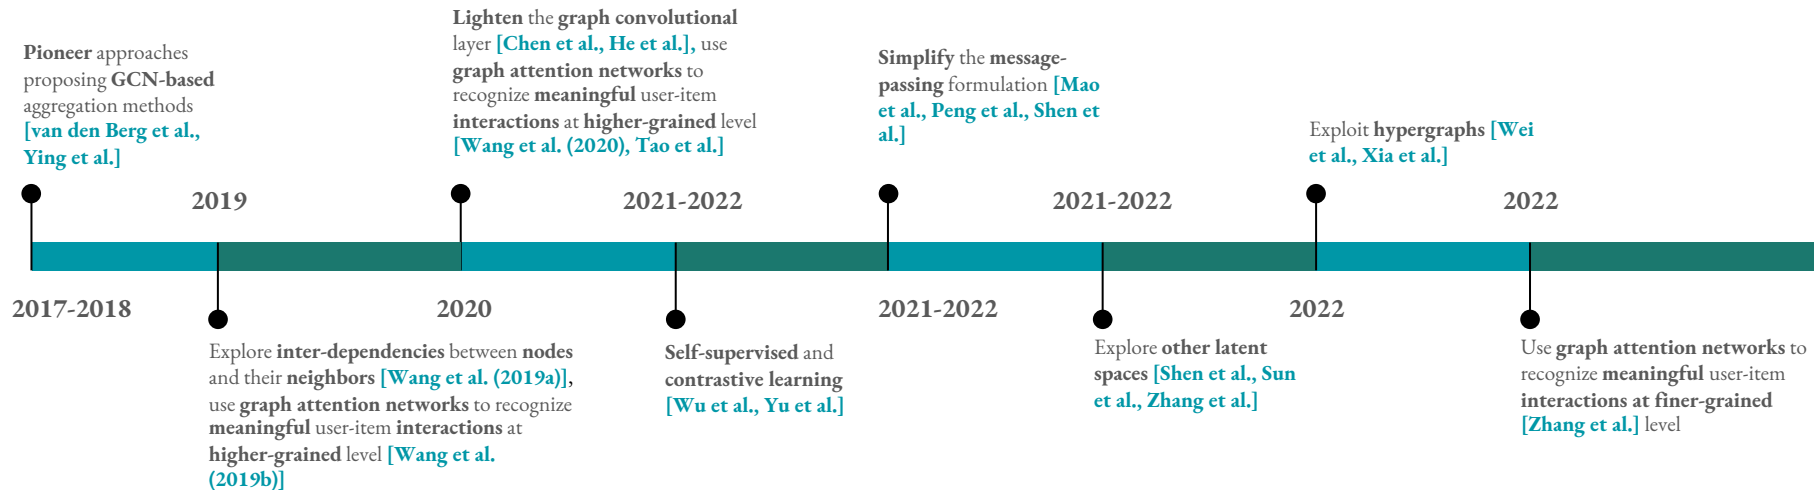 Pioneer approaches
proposing GCN-based
aggregation methods
[van den Berg et al.,
Ying et al.]
2017-2018
2019
Explore inter-dependencies between nodes
and their neighbors [Wang et al. (2019a)],
use graph attention networks to recognize
meaningful user-item interactions at
higher-grained level [Wang et al.
(2019b)]
Lighten the graph convolutional
layer [Chen et al., He et al.], use
graph attention networks to
recognize meaningful user-item
interactions at higher-grained level
[Wang et al. (2020), Tao et al.]
2020
2021-2022
Self-supervised and
contrastive learning
[Wu et al., Yu et al.]
Simplify the message-
passing formulation [Mao
et al., Peng et al., Shen et
al.]
2021-2022
2021-2022
Explore other latent
spaces [Shen et al., Sun
et al., Zhang et al.]
Exploit hypergraphs [Wei
et al., Xia et al.]
2022
2022
Use graph attention networks to
recognize meaningful user-item
interactions at finer-grained
[Zhang et al.] level